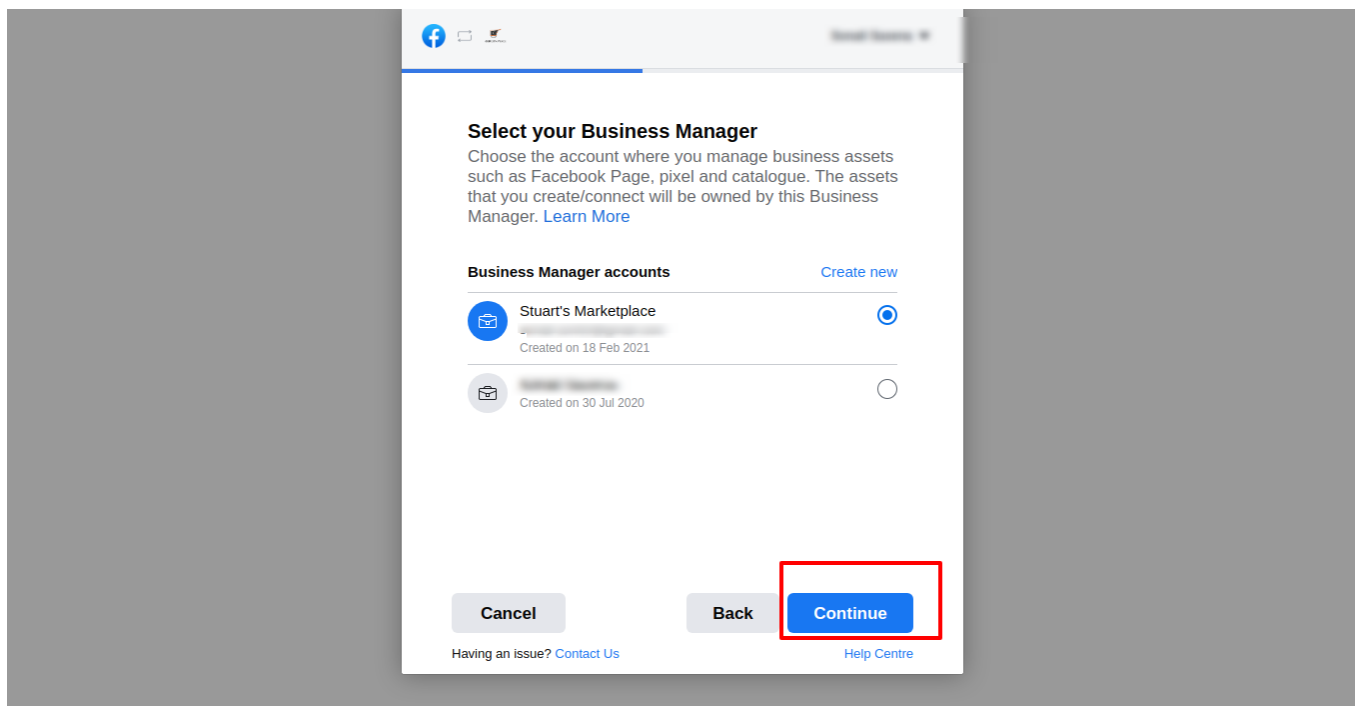 Select your Business Manager
Choose the account where you manage business assets
such as Facebook Page, pixel and catalogue. The assets
that you create/connect will be owned by this Business
Manager. Learn More
Business Manager accounts
Create new
Stuart's Marketplace
Created on 18 Feb 2021
Created on 30 Jul 2020
Cancel
Back
Continue
Having an issue? Contact Us
Help Centre